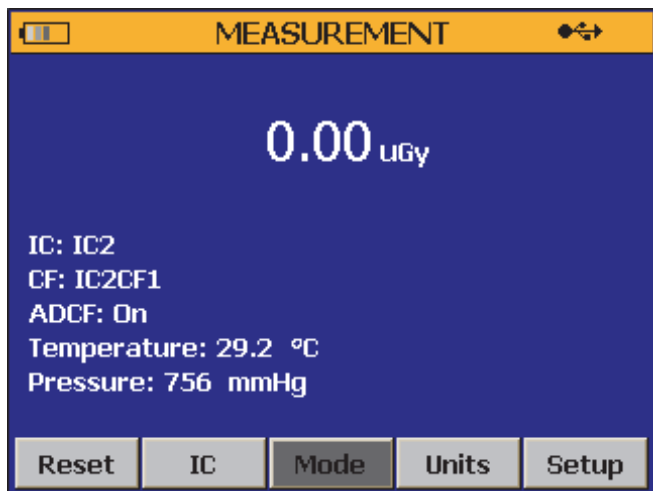 MEASUREMENT
0.00 uGy
IC: IC2
CF: IC2CF1
ADCF: On
Temperature: 29.2 ºC
Pressure: 756 mmHg
Reset IC Mode Units Setup